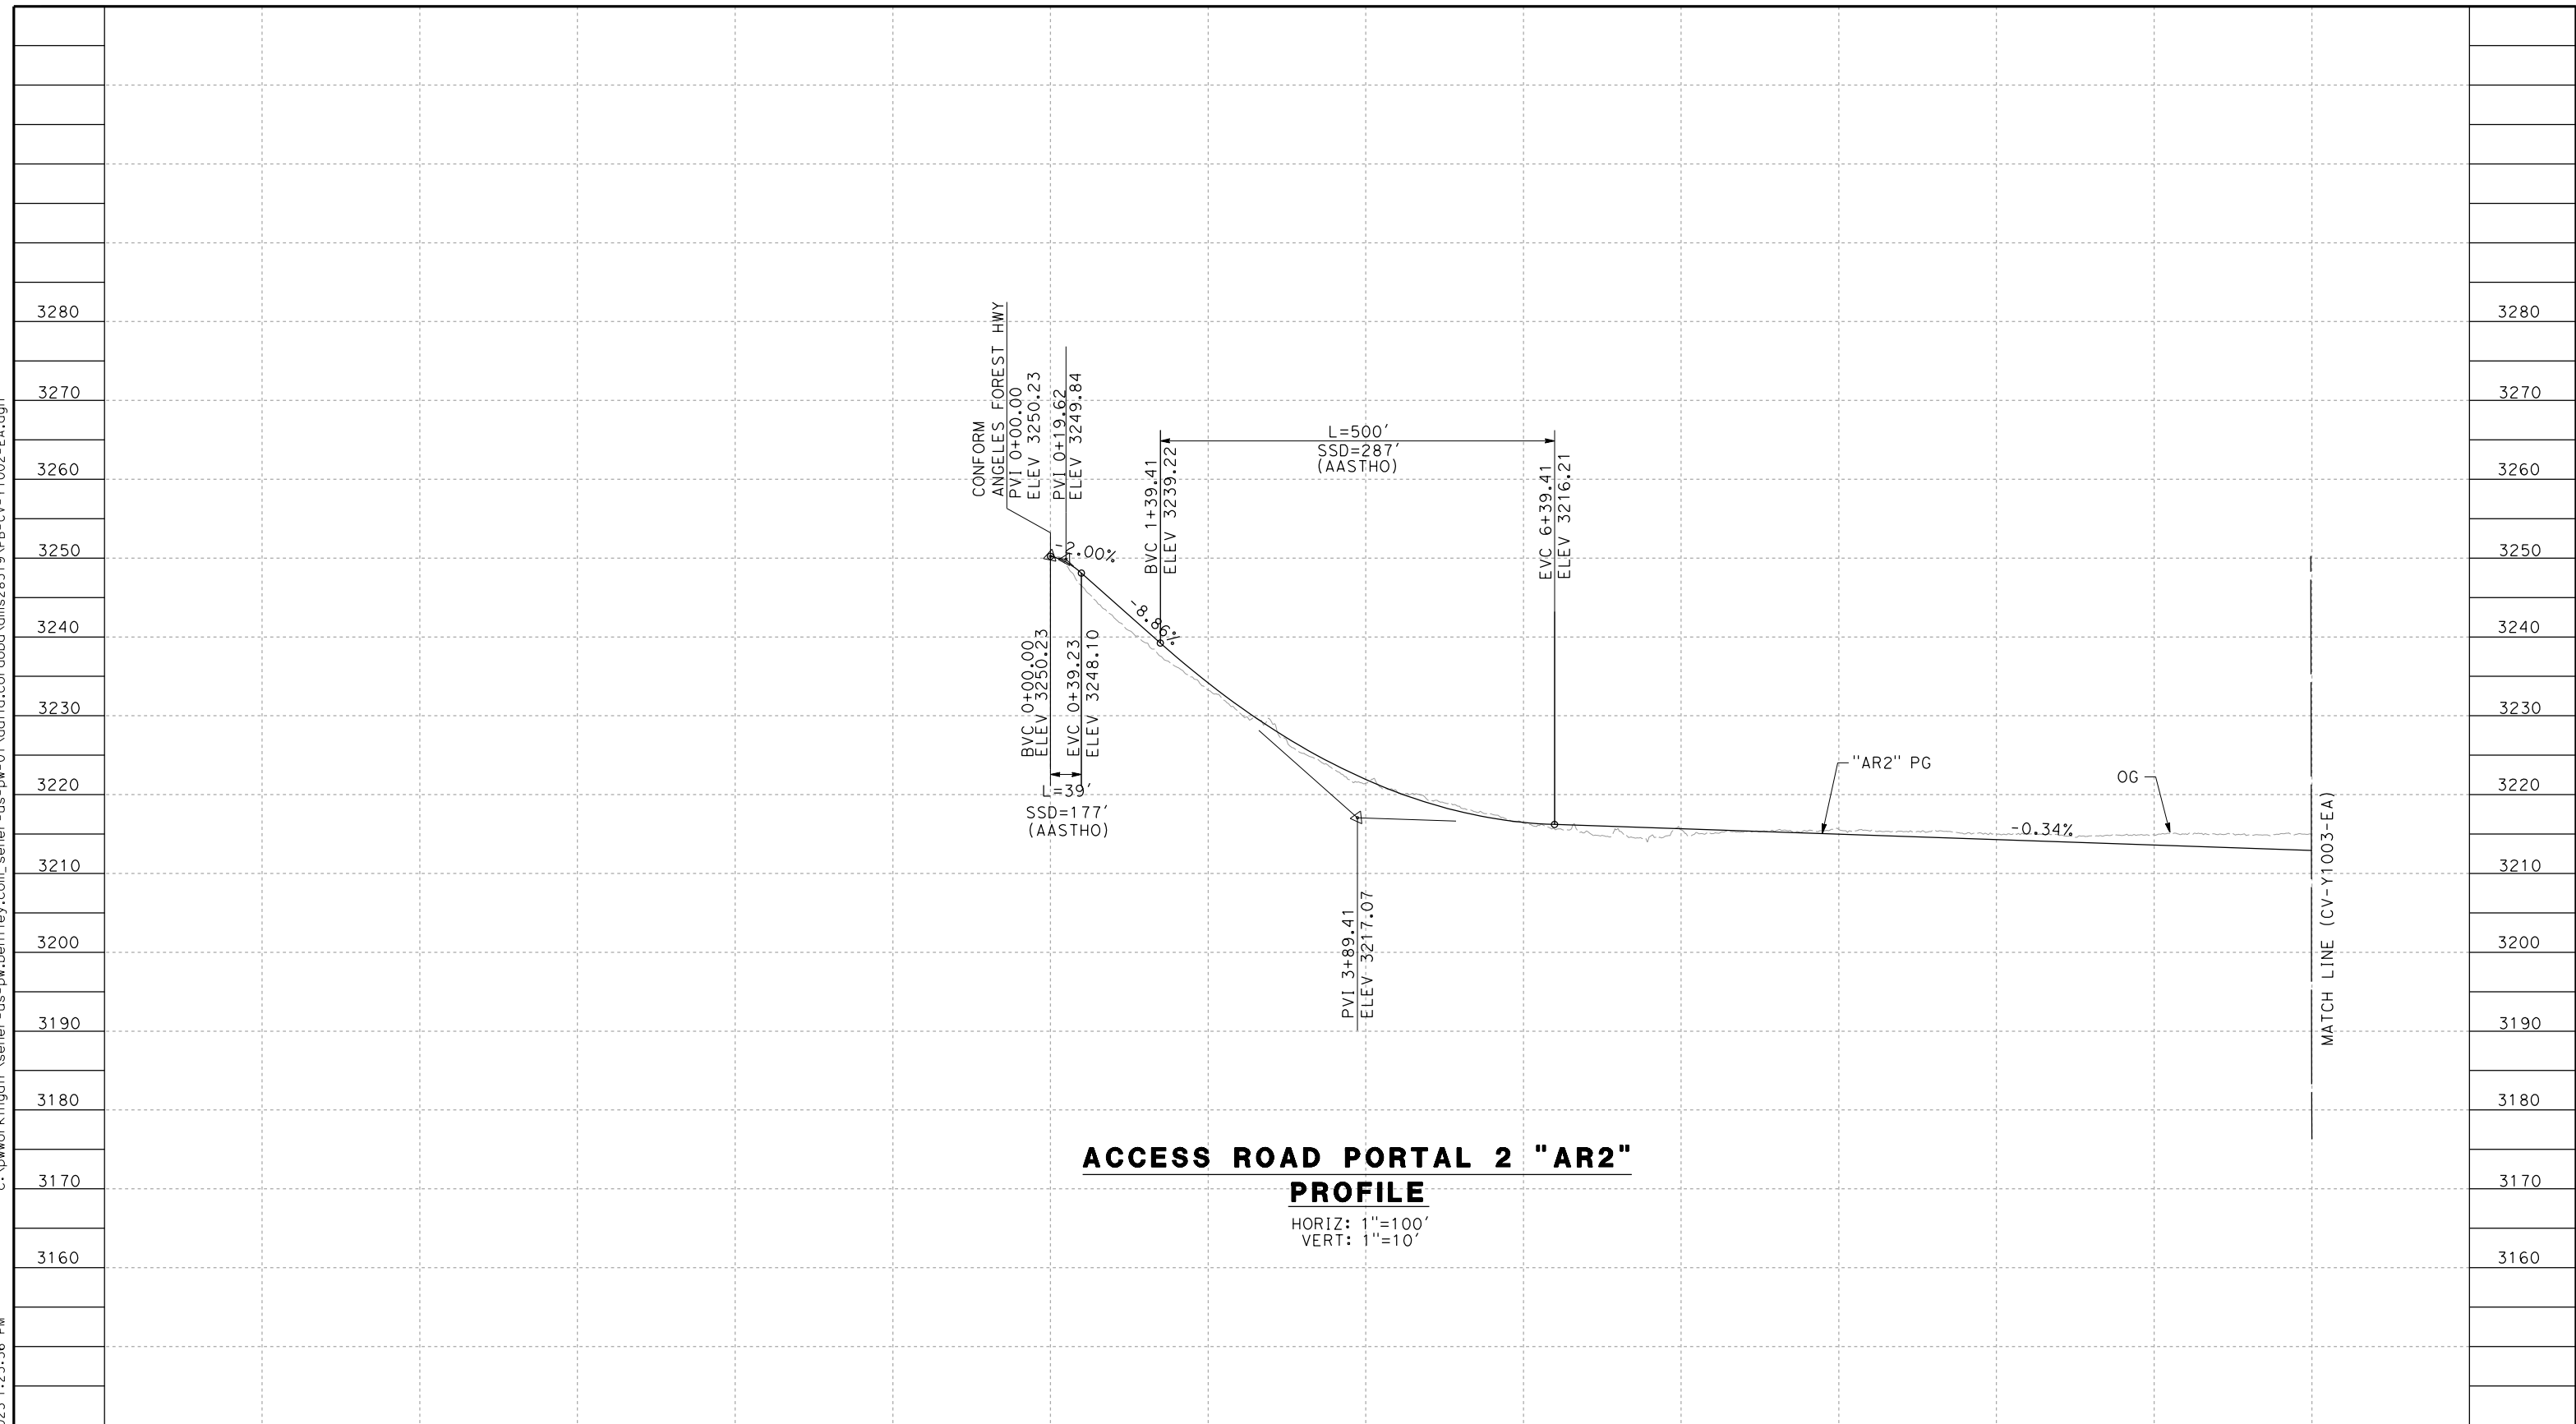 3280
3270
3260
3250
3240
3230
3220
3210
3200
3190
3180
3170
3160
CONFORM
ANGELES FOREST HWY
PVI 0+00.00
ELEV 3250.23
PVI 0+19.62
ELEV 3249.84
-2.00%
-8.86%
BVC 0+00.00
ELEV 3250.23
EVC 0+39.23
ELEV 3248.10
L=39'
SSD=177'
(AASTHO)
BVC 1+39.41
ELEV 3239.22
L=500'
SSD=287'
(AASTHO)
EVC 6+39.41
ELEV 3216.21
PVI 3+89.41
ELEV 3217.07
"AR2" PG
OG
-0.34%
MATCH LINE (CV-Y1003-EA)
ACCESS ROAD PORTAL 2 "AR2"
PROFILE
HORIZ: 1"=100'
VERT: 1"=10'
3280
3270
3260
3250
3240
3230
3220
3210
3200
3190
3180
3170
3160